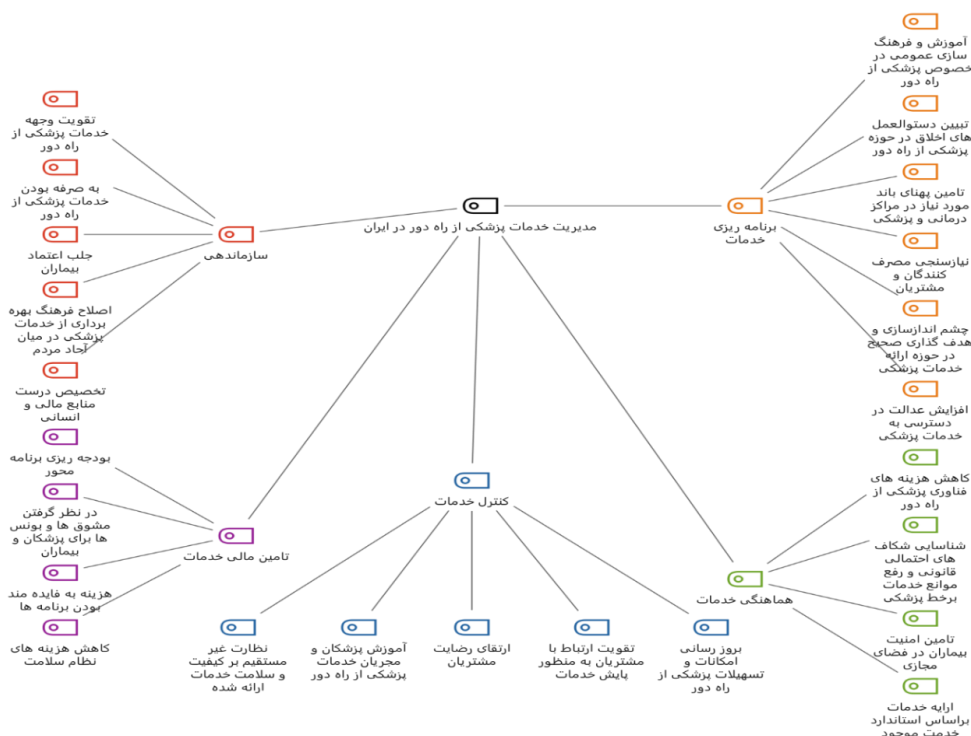 آموزش و فرهنگ
سازی عمومی در
خصوص پزشکی از
راه دور
تبیین دستوالعمل
های اخلاق در حوزه
پزشکی از راه دور
تامین پهنای باند
مورد نیاز در مراکز
درمانی و پزشکی
نیازسنجی مصرف
کنندگان و
مشتریان
چشم اندازسازی و
هدف گذاری صحیح
در حوزه ارائه
خدمات پزشکی
افزایش عدالت در
دسترسی به
خدمات پزشکی
کاهش هزینه های
فناوری پزشکی از
راه دور
شناسایی شکاف
های احتمالی
قانونی و رفع
موانع خدمات
برخط پزشکی
تامین امنیت
بیماران در فضای
مجازی
ارایه خدمات
براساس استاندارد
خدمت موجود
برنامه ریزی
خدمات
هماهنگی خدمات
مدیریت خدمات پزشکی از راه دور در ایران
کنترل خدمات
بروز رسانی
امکانات و
تسهیلات پزشکی از
راه دور
تقویت ارتباط با
مشتریان به منظور
پایش خدمات
ارتقای رضایت
مشتریان
آموزش پزشکان و
مجریان خدمات
پزشکی از راه دور
نظارت غیر
مستقیم بر کیفیت
و سلامت خدمات
ارائه شده
سازماندهی
تامین مالی خدمات
تقویت وجهه
خدمات پزشکی از
راه دور
به صرفه بودن
خدمات پزشکی از
راه دور
جلب اعتماد
بیماران
اصلاح فرهنگ بهره
برداری از خدمات
پزشکی در میان
آحاد مردم
تخصیص درست
منابع مالی و
انسانی
بودجه ریزی برنامه
محور
در نظر گرفتن
مشوق ها و بونس
ها برای پزشکان و
بیماران
هزینه به فایده مند
بودن برنامه ها
کاهش هزینه های
نظام سلامت